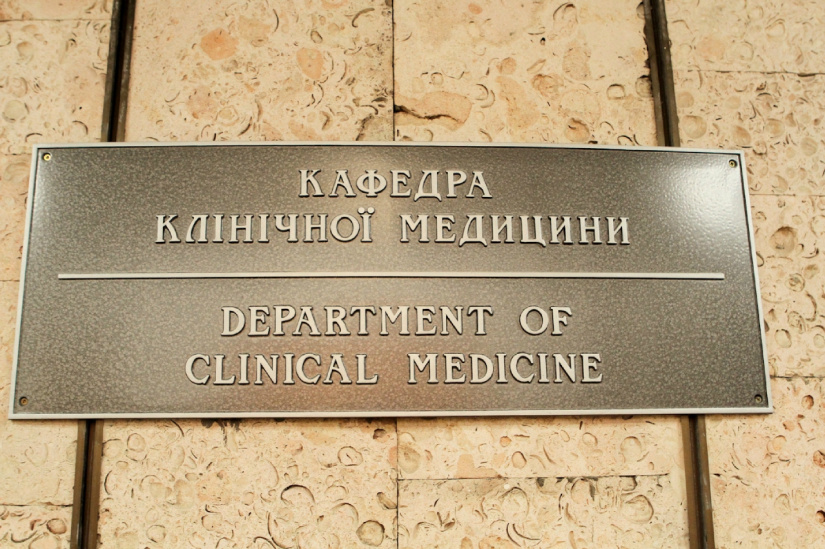 КАФЕДРА
КЛІНІЧНОЇ МЕДИЦИНИ
DEPARTMENT OF
CLINICAL MEDICINE